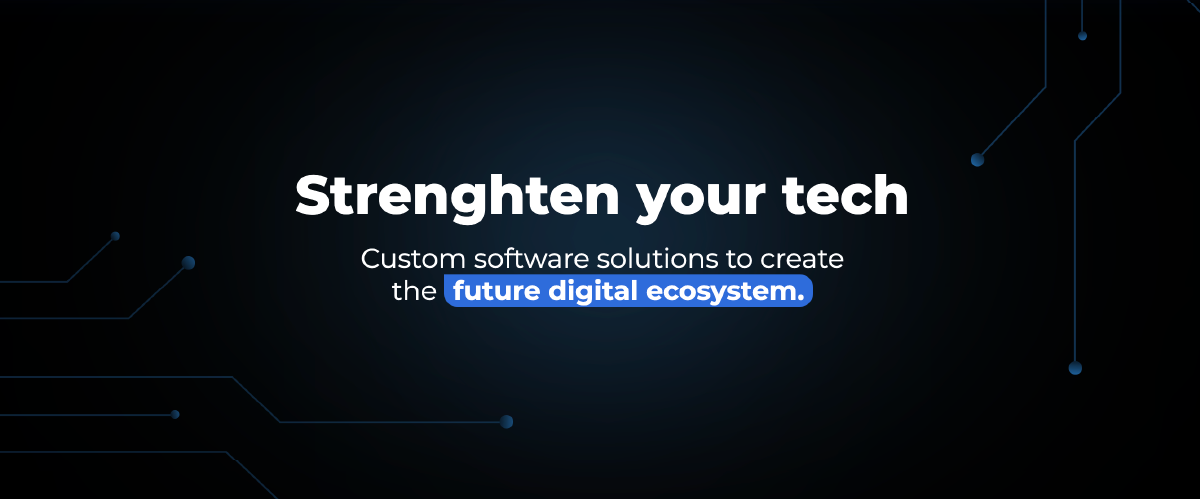 Strenghten your tech
Custom software solutions to create
the future digital ecosystem.